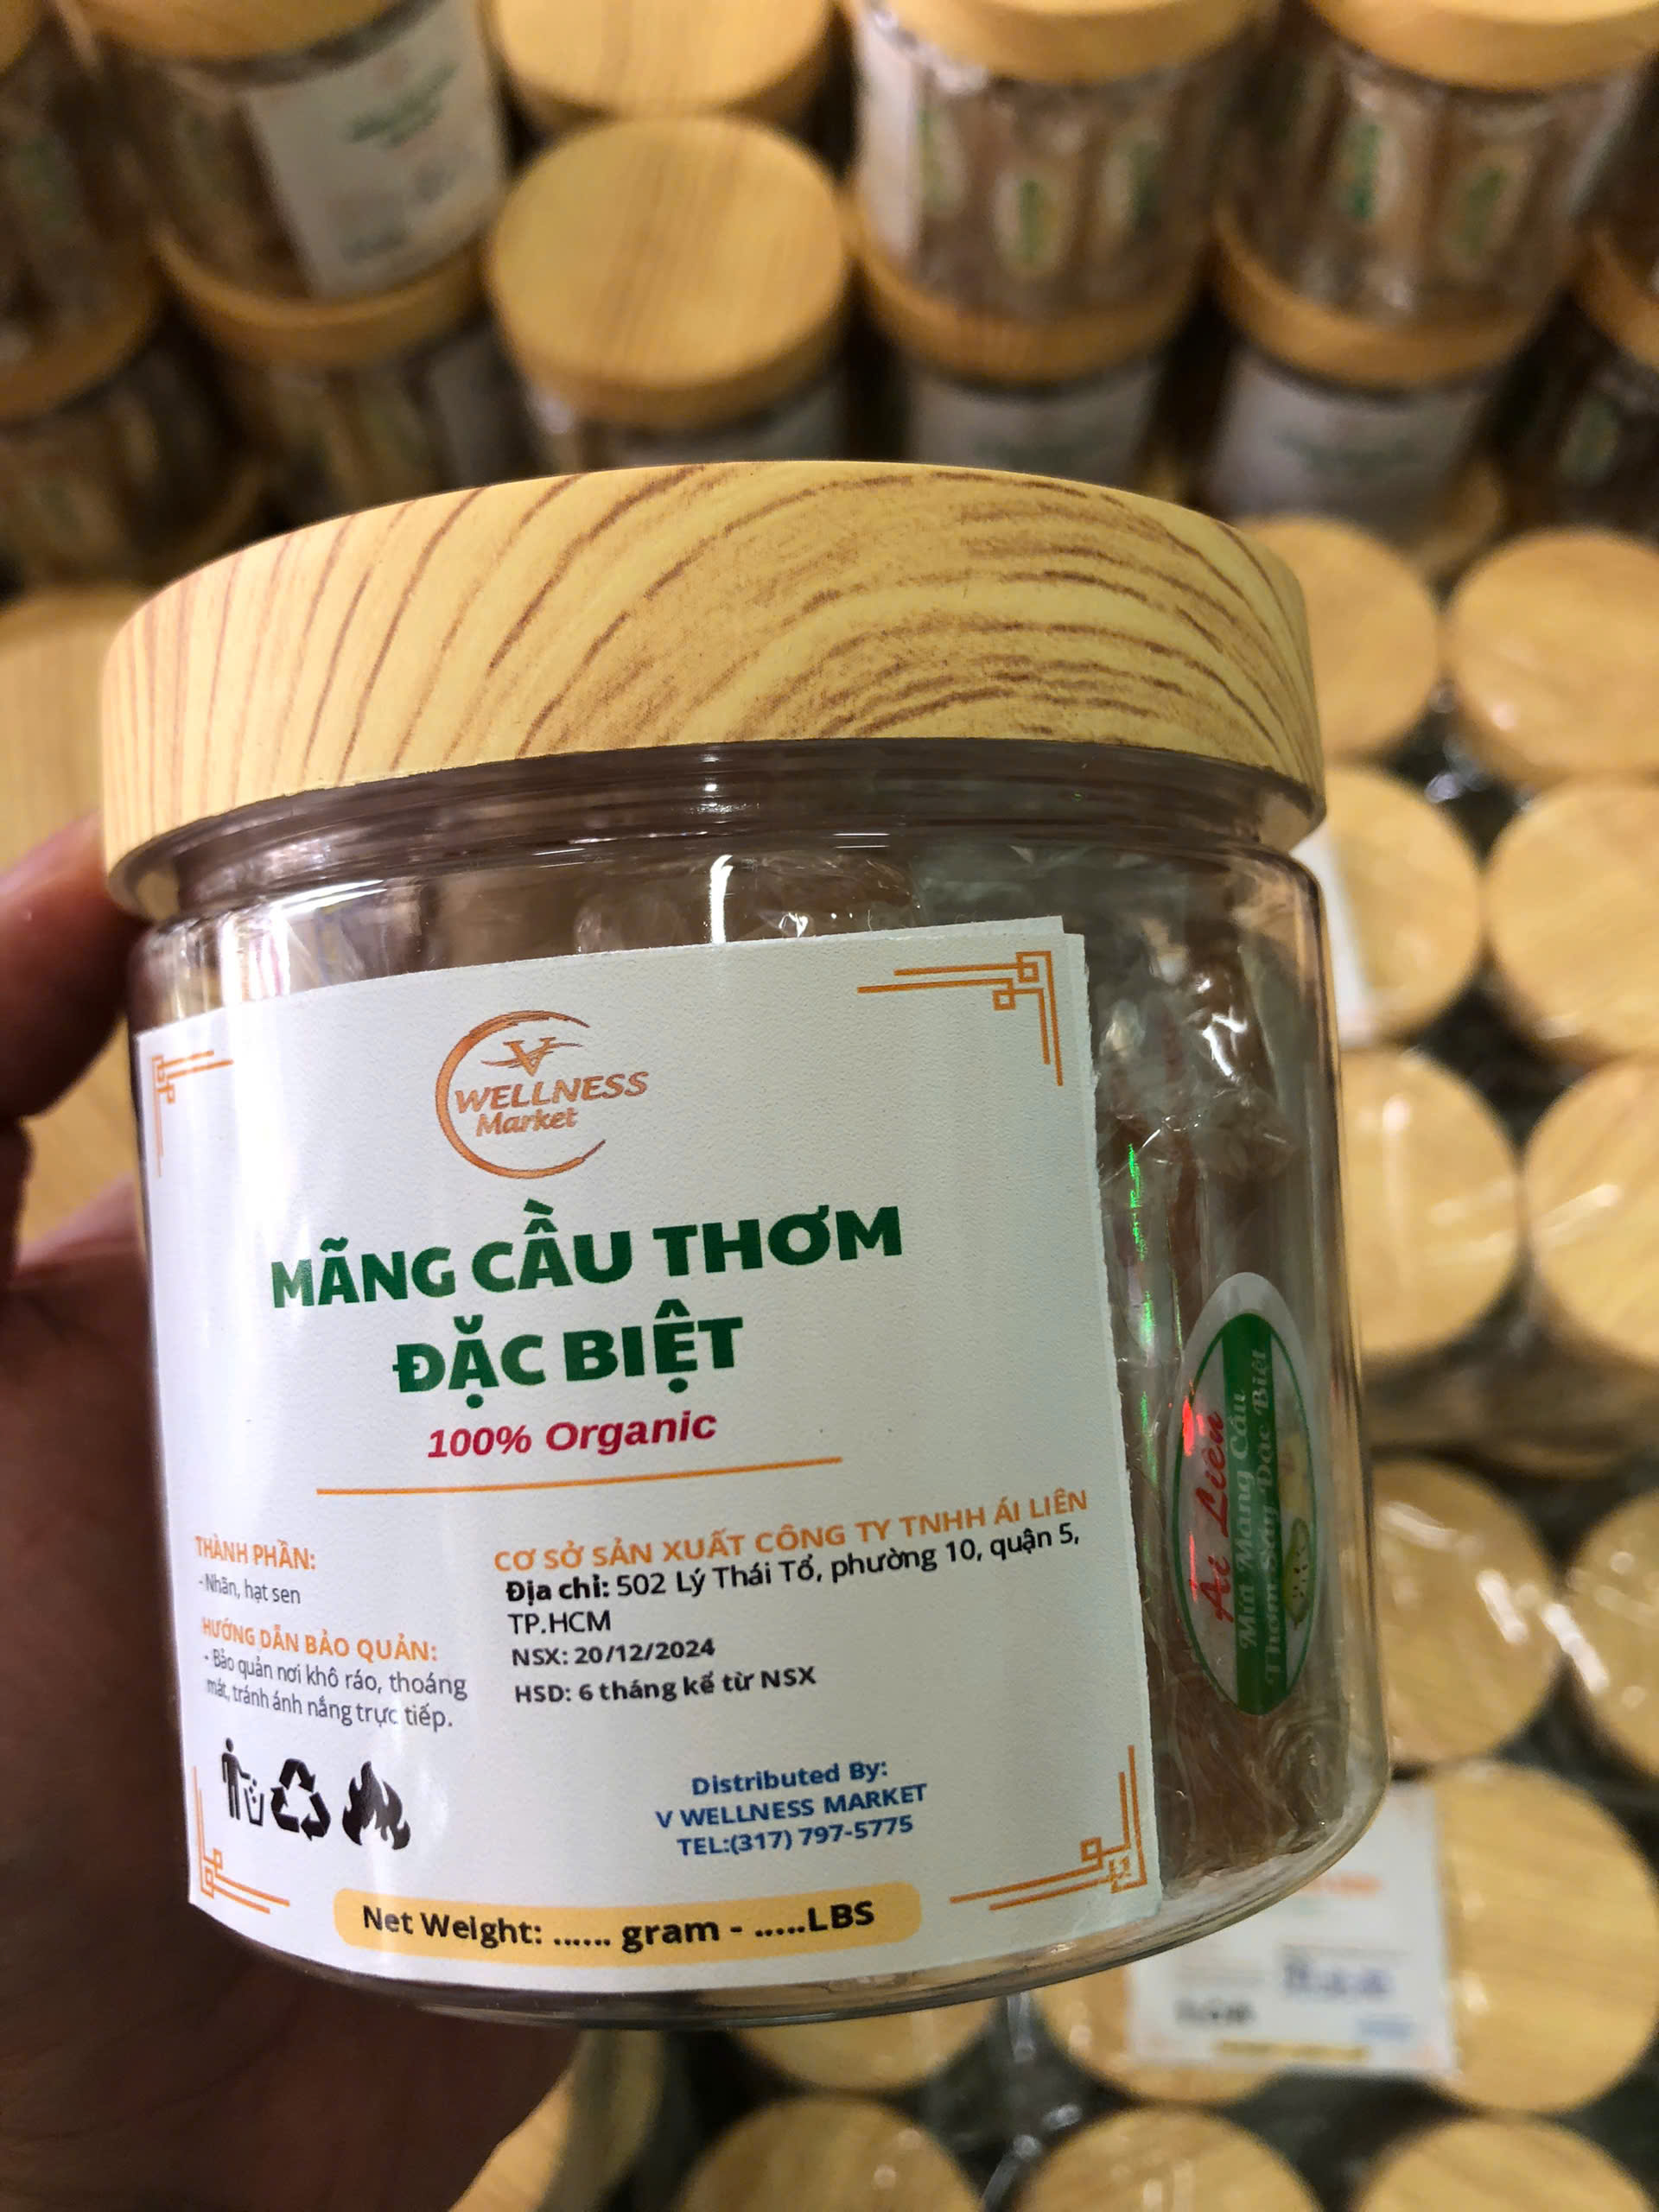 V
WELLNESS
Market
MÃNG CẦU THƠM
ĐẶC BIỆT
100% Organic
THÀNH PHẦN:
- Nhãn, hạt sen
HƯỚNG DẪN BẢO QUẢN:
- Bảo quản nơi khô ráo, thoáng
mát, tránh ánh nắng trực tiếp.
CƠ SỞ SẢN XUẤT CÔNG TY TNHH ÁI LIÊN
Địa chỉ: 502 Lý Thái Tổ, phường 10, quận 5,
TP.HCM
NSX: 20/12/2024
HSD: 6 tháng kể từ NSX
Distributed By:
V WELLNESS MARKET
TEL:(317) 797-5775
Net Weight: ...... gram - .....LBS
Ái Liên
Mứt Mãng Cầu
Thơm Sấy Đặc Biệt